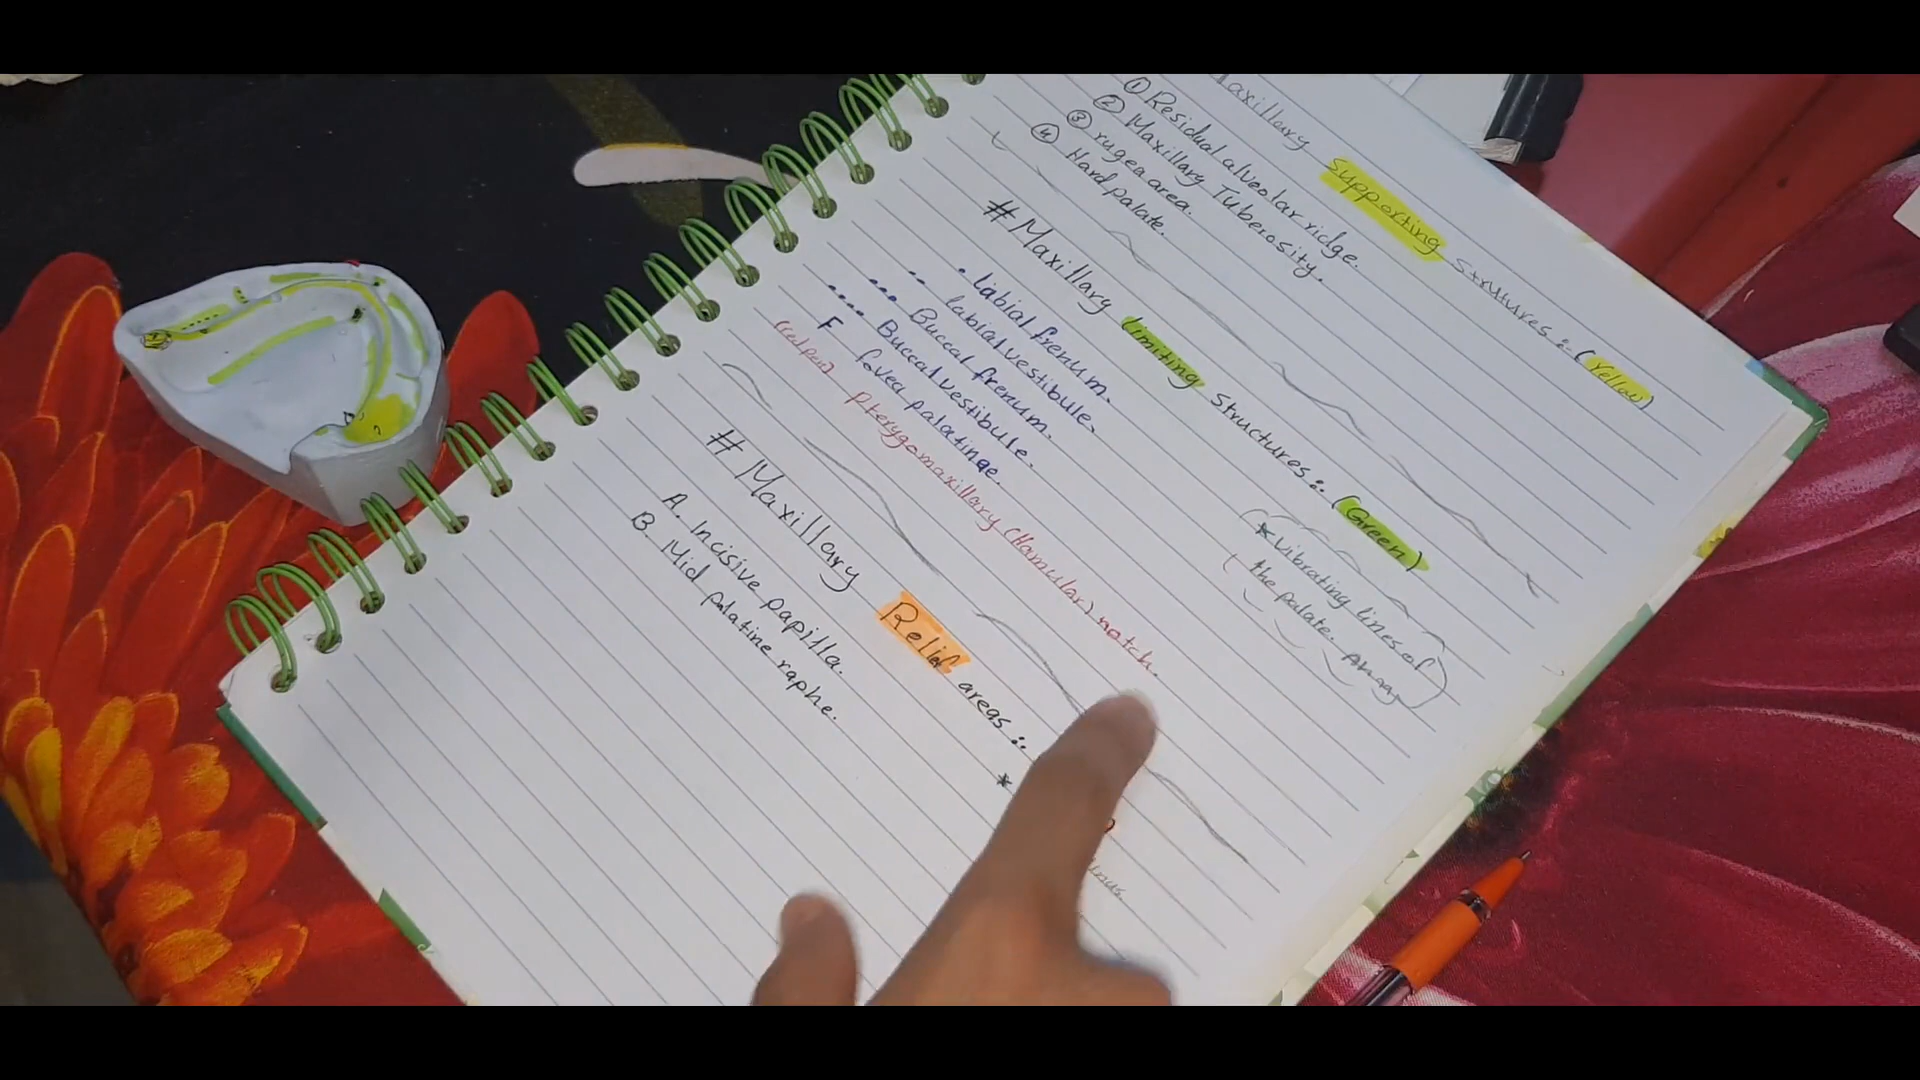 Maxillary Supporting Strutures :. (Yellow)
① Residual alveolar ridge.
② Maxillary Tuberosity.
③ rugea area.
④ Hard palate.
# Maxillary Limiting Structures :. (Green)
. labial frenum.
.. labial vestibule.
... Buccal frenum.
.... Buccal vestibule.
F fovea palatinae.
(redpen) Pterygomaxillary (Hamular) notch.
* Vibrating lines of
the palate.
# Maxillary Relief areas :.
A. Incisive papilla.
B. Mid palatine raphe.
*